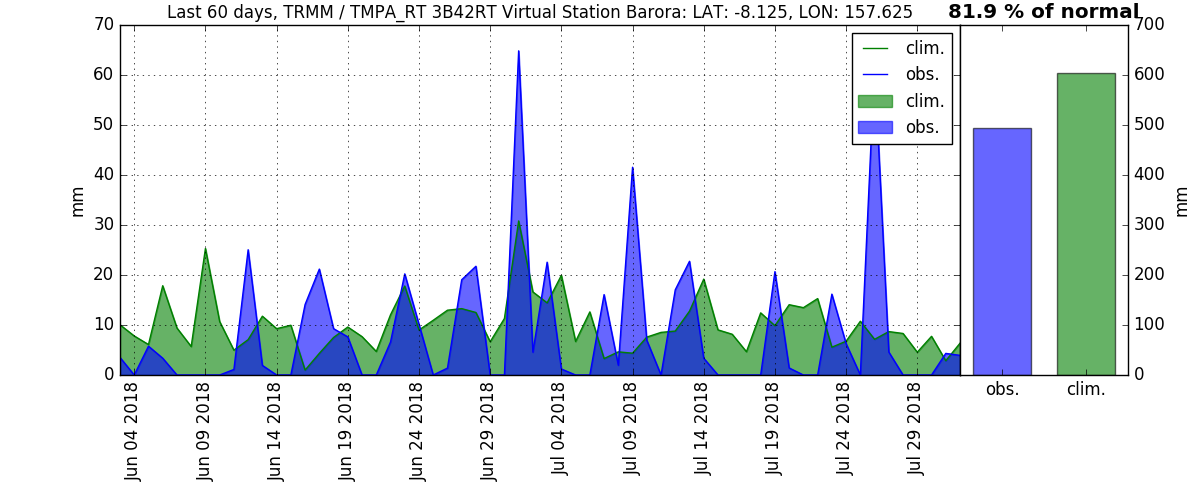 Last 60 days, TRMM / TMPA_RT 3B42RT Virtual Station Barora: LAT: -8.125, LON: 157.625
81.9 % of normal
70
60
50
40
30
20
10
0
mm
clim.
obs.
clim.
obs.
700
600
500
400
300
200
100
0
mm
Jun 04 2018
Jun 09 2018
Jun 14 2018
Jun 19 2018
Jun 24 2018
Jun 29 2018
Jul 04 2018
Jul 09 2018
Jul 14 2018
Jul 19 2018
Jul 24 2018
Jul 29 2018
obs.
clim.